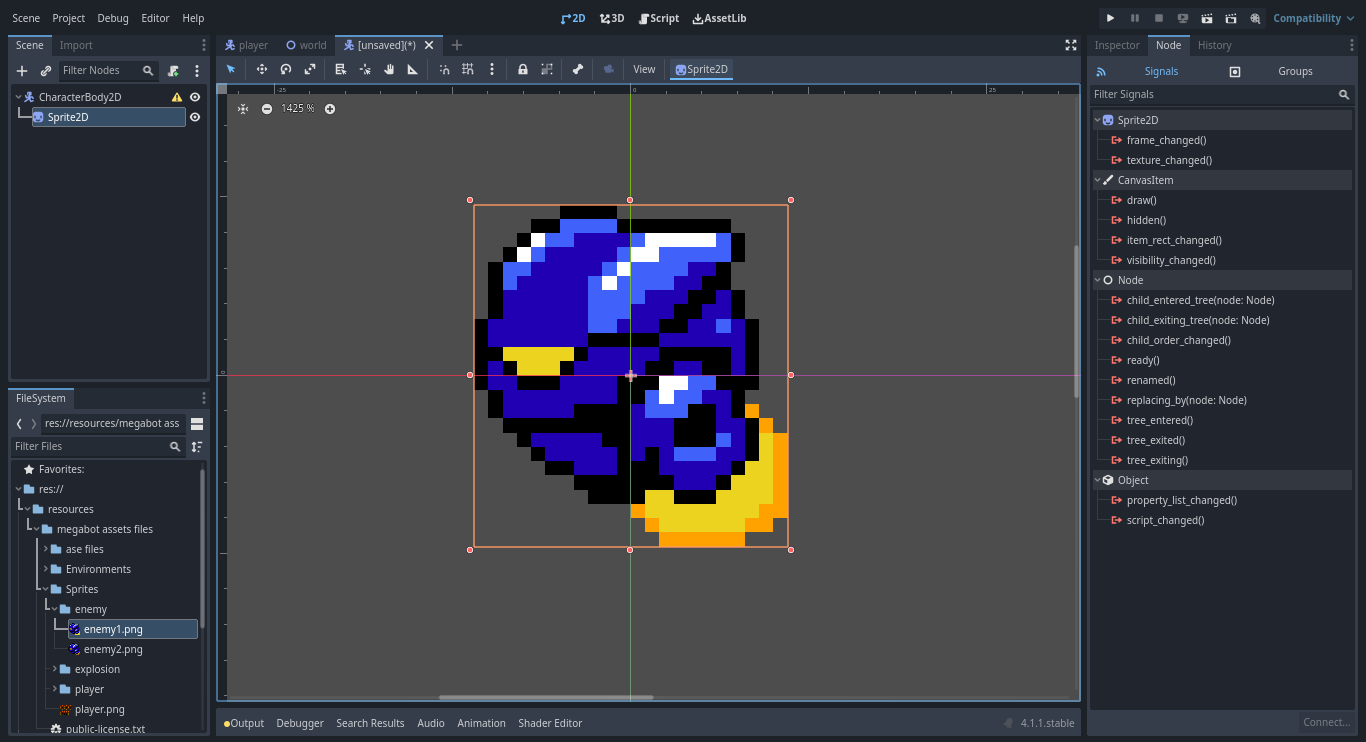 Scene Project Debug Editor Help 2D 3D Script AssetLib Compatibility
Scene Import
Filter Nodes
CharacterBody2D
Sprite2D
FileSystem
res://resources/megabot ass
Filter Files
Favorites:
res://
resources
megabot assets files
ase files
Environments
Sprites
enemy
enemy1.png
enemy2.png
explosion
player
player.png
public-license.txt
player world [unsaved](*)
View Sprite2D
-25 0 25
1425 %
0
Output Debugger Search Results Audio Animation Shader Editor 4.1.1.stable
Inspector Node History
Signals Groups
Filter Signals
Sprite2D
frame_changed()
texture_changed()
CanvasItem
draw()
hidden()
item_rect_changed()
visibility_changed()
Node
child_entered_tree(node: Node)
child_exiting_tree(node: Node)
child_order_changed()
ready()
renamed()
replacing_by(node: Node)
tree_entered()
tree_exited()
tree_exiting()
Object
property_list_changed()
script_changed()
Connect...